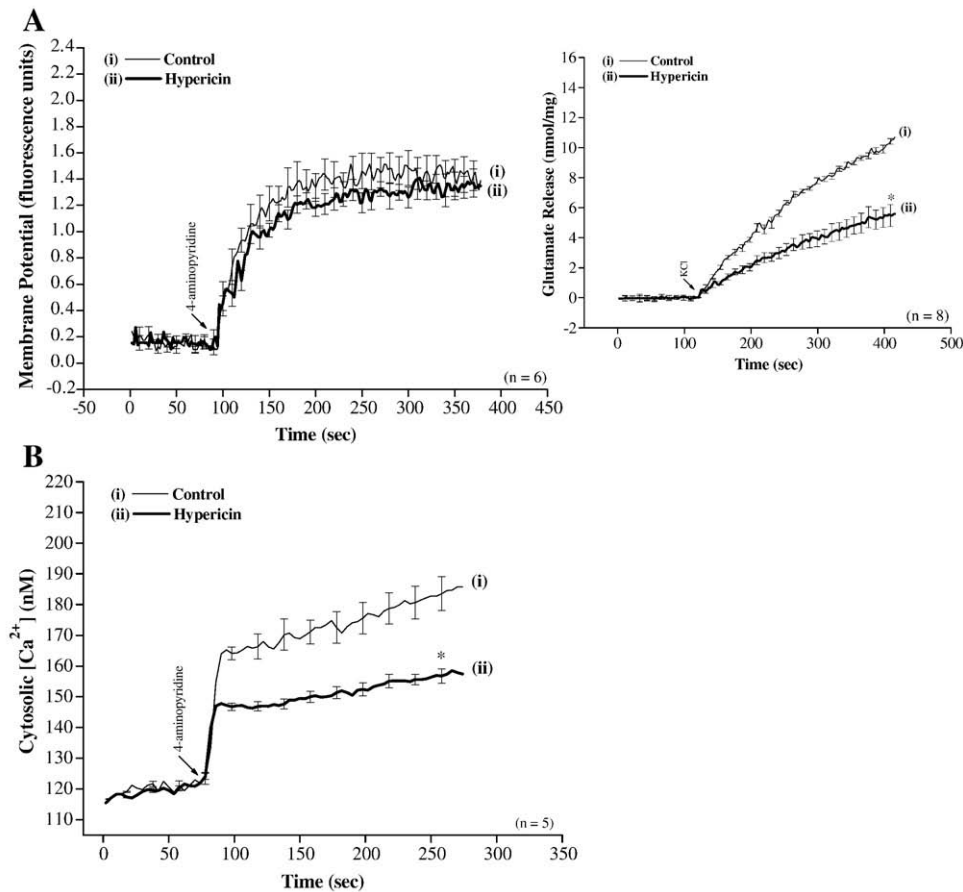 A
Membrane Potential (fluorescence units)
2.4
2.2
2.0
1.8
1.6
1.4
1.2
1.0
0.8
0.6
0.4
0.2
0.0
-0.2
(i) Control
(ii) Hypericin
4-aminopyridine
(i)
(ii)
(n = 6)
-50 0 50 100 150 200 250 300 350 400 450
Time (sec)
Glutamate Release (nmol/mg)
16
14
12
10
8
6
4
2
0
-2
(i) Control
(ii) Hypericin
KCl
(i)
*
(ii)
(n = 8)
0 100 200 300 400 500
Time (sec)
B
Cytosolic [Ca²⁺] (nM)
220
210
200
190
180
170
160
150
140
130
120
110
(i) Control
(ii) Hypericin
4-aminopyridine
(i)
*
(ii)
(n = 5)
0 50 100 150 200 250 300 350
Time (sec)